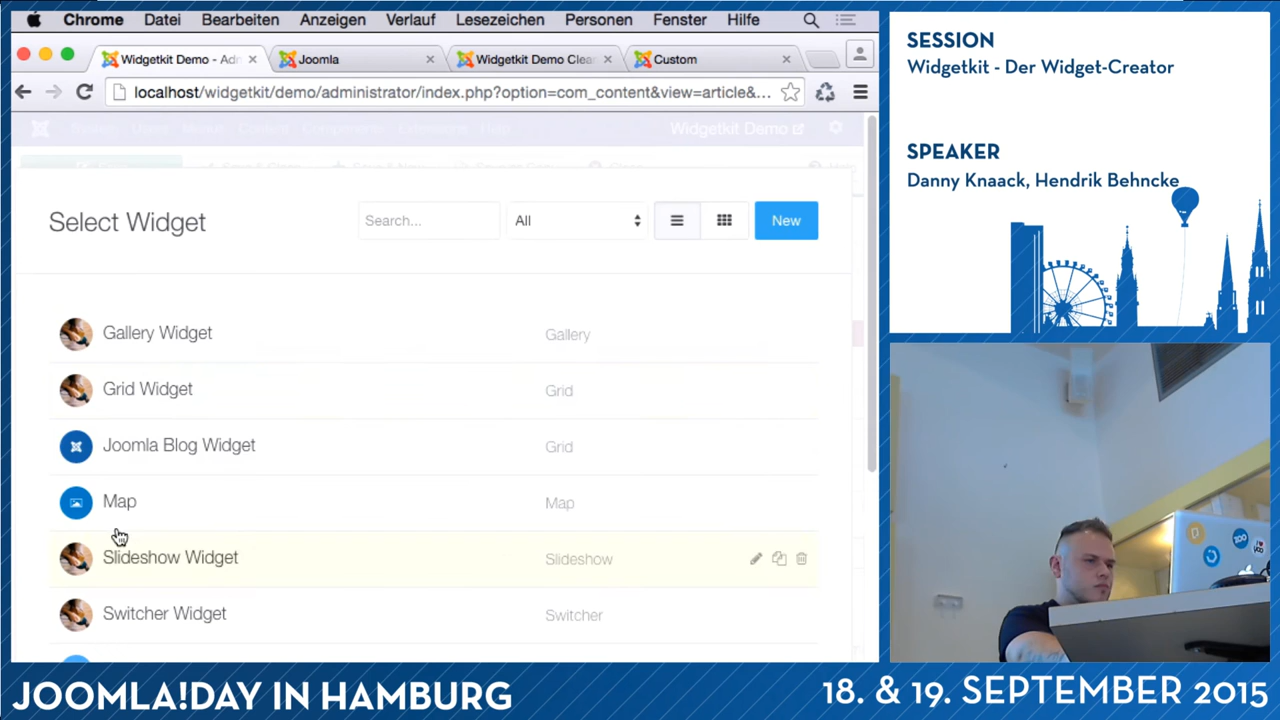 Chrome Datei Bearbeiten Anzeigen Verlauf Lesezeichen Personen Fenster Hilfe
Widgetkit Demo - Adm
Joomla
Widgetkit Demo Clea
Custom
localhost/widgetkit/demo/administrator/index.php?option=com_content&view=article&...
Widgetkit Demo
Select Widget
Search...
All
New
Gallery Widget Gallery
Grid Widget Grid
Joomla Blog Widget Grid
Map Map
Slideshow Widget Slideshow
Switcher Widget Switcher
SESSION
Widgetkit - Der Widget-Creator
SPEAKER
Danny Knaack, Hendrik Behncke
JOOMLA!DAY IN HAMBURG
18. & 19. SEPTEMBER 2015